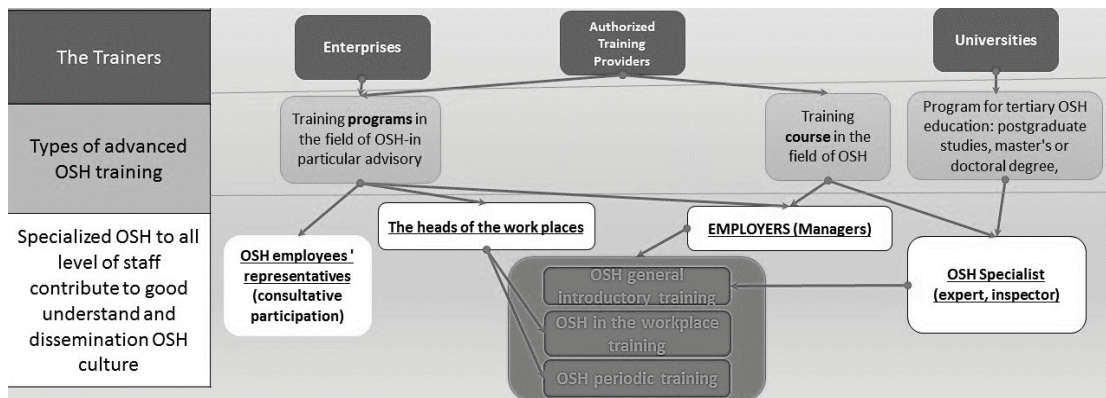 The Trainers
Enterprises
Authorized
Training
Providers
Universities
Types of advanced
OSH training
Training programs in
the field of OSH-in
particular advisory
Training
course in the
field of OSH
Program for tertiary OSH
education: postgraduate
studies, master's or
doctoral degree,
Specialized OSH to all
level of staff
contribute to good
understand and
dissemination OSH
culture
OSH employees '
representatives
(consultative
participation)
The heads of the work places
EMPLOYERS (Managers)
OSH Specialist
(expert, inspector)
OSH general
introductory training
OSH in the workplace
training
OSH periodic training